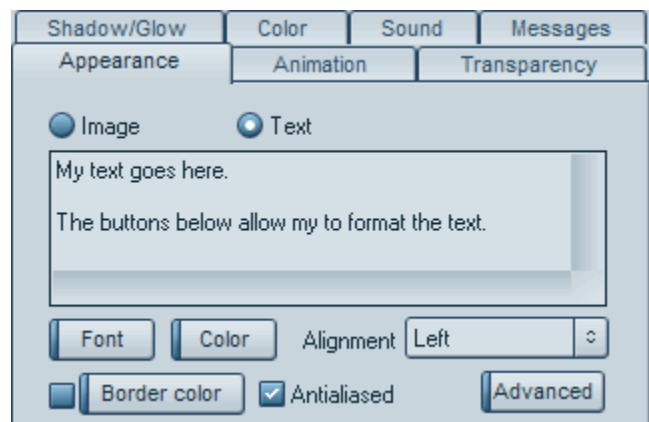 Shadow/Glow Color Sound Messages
Appearance Animation Transparency
Image Text
My text goes here.
The buttons below allow my to format the text.
Font Color Alignment Left
Border color Antialiased Advanced